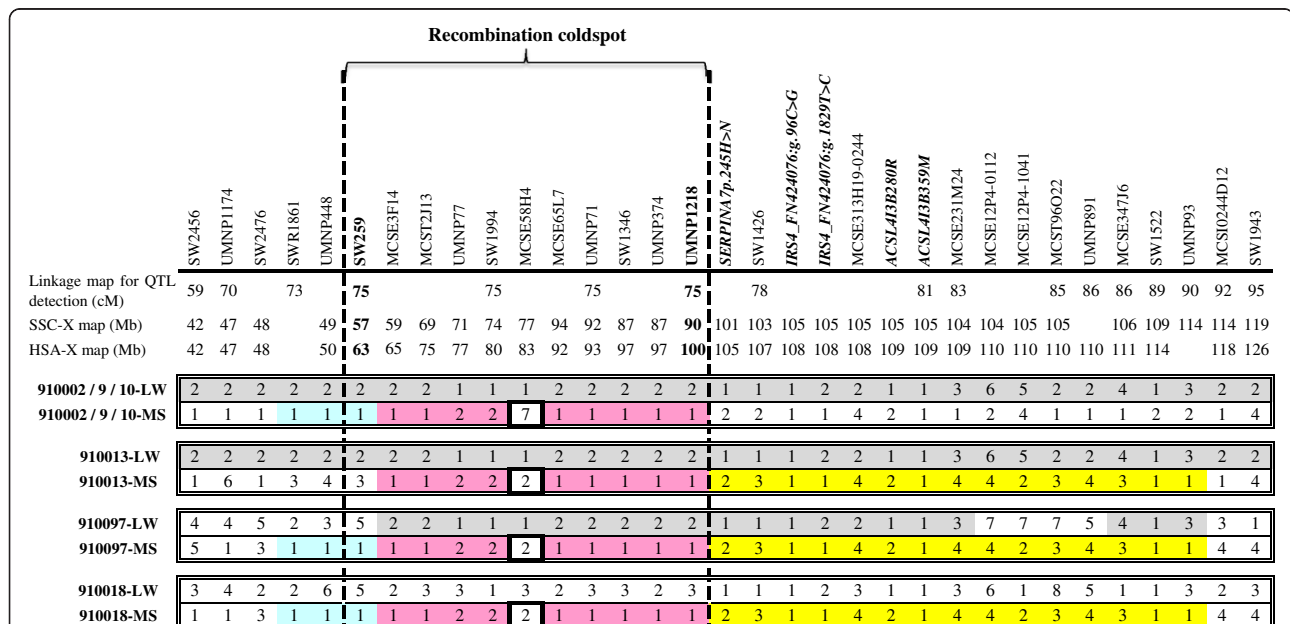 Recombination coldspot
SW2456 UMNP1174 SW2476 SWR1861 UMNP448 SW259 MCSE3F14 MCST2J13 UMNP77 SW1994 MCSE58H4 MCSE65L7 UMNP71 SW1346 UMNP374 UMNP1218 SERPINA7p.245H>N SW1426 IRS4_FN424076:g.96C>G IRS4_FN424076:g.1829T>C MCSE313H19-0244 ACSL4I3B280R ACSL4I3B359M MCSE231M24 MCSE12P4-0112 MCSE12P4-1041 MCST96O22 UMNP891 MCSE34716 SW1522 UMNP93 MCSI0244D12 SW1943
Linkage map for QTL
detection (cM) 59 70 73 75 75 75 75 78 81 83 85 86 86 89 90 92 95
SSC-X map (Mb) 42 47 48 49 57 59 69 71 74 77 94 92 87 87 90 101 103 105 105 105 105 105 104 104 105 105 106 109 114 114 119
HSA-X map (Mb) 42 47 48 50 63 65 75 77 80 83 92 93 97 97 100 105 107 108 108 108 109 109 109 110 110 110 110 111 114 118 126
910002 / 9 / 10-LW 2 2 2 2 2 2 2 2 1 1 1 2 2 2 2 2 1 1 1 2 2 1 1 3 6 5 2 2 4 1 3 2 2
910002 / 9 / 10-MS 1 1 1 1 1 1 1 1 2 2 7 1 1 1 1 1 2 2 1 1 4 2 1 1 2 4 1 1 1 2 2 1 4
910013-LW 2 2 2 2 2 2 2 2 1 1 1 2 2 2 2 2 1 1 1 2 2 1 1 3 6 5 2 2 4 1 3 2 2
910013-MS 1 6 1 3 4 3 1 1 2 2 2 1 1 1 1 1 2 3 1 1 4 2 1 4 4 2 3 4 3 1 1 1 4
910097-LW 4 4 5 2 3 5 2 2 1 1 1 2 2 2 2 2 1 1 1 2 2 1 1 3 7 7 7 5 4 1 3 3 1
910097-MS 5 1 3 1 1 1 1 1 2 2 2 1 1 1 1 1 2 3 1 1 4 2 1 4 4 2 3 4 3 1 1 4 4
910018-LW 3 4 2 2 6 5 2 3 3 1 3 2 3 3 2 3 1 1 1 2 3 1 1 3 6 1 8 5 1 1 3 2 3
910018-MS 1 1 3 1 1 1 1 1 2 2 2 1 1 1 1 1 2 3 1 1 4 2 1 4 4 2 3 4 3 1 1 4 4